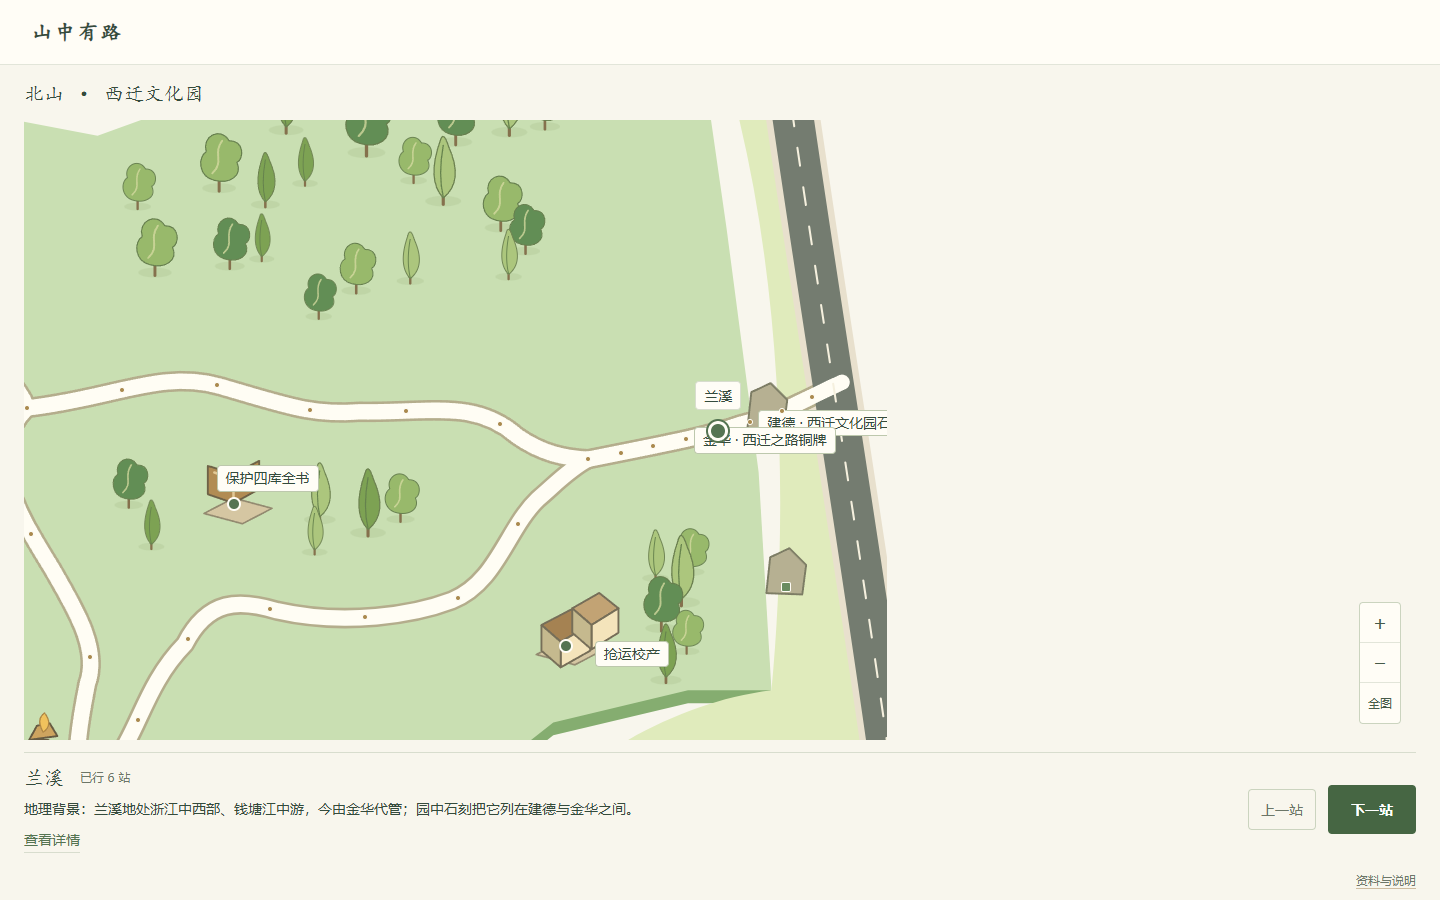 山中有路
北山 • 西迁文化园
兰溪
建德 · 西迁文化园石
金华 · 西迁之路铜牌
保护四库全书
抢运校产
+
−
全图
兰溪 已行 6 站
地理背景：兰溪地处浙江中西部、钱塘江中游，今由金华代管；园中石刻把它列在建德与金华之间。
查看详情
上一站
下一站
资料与说明